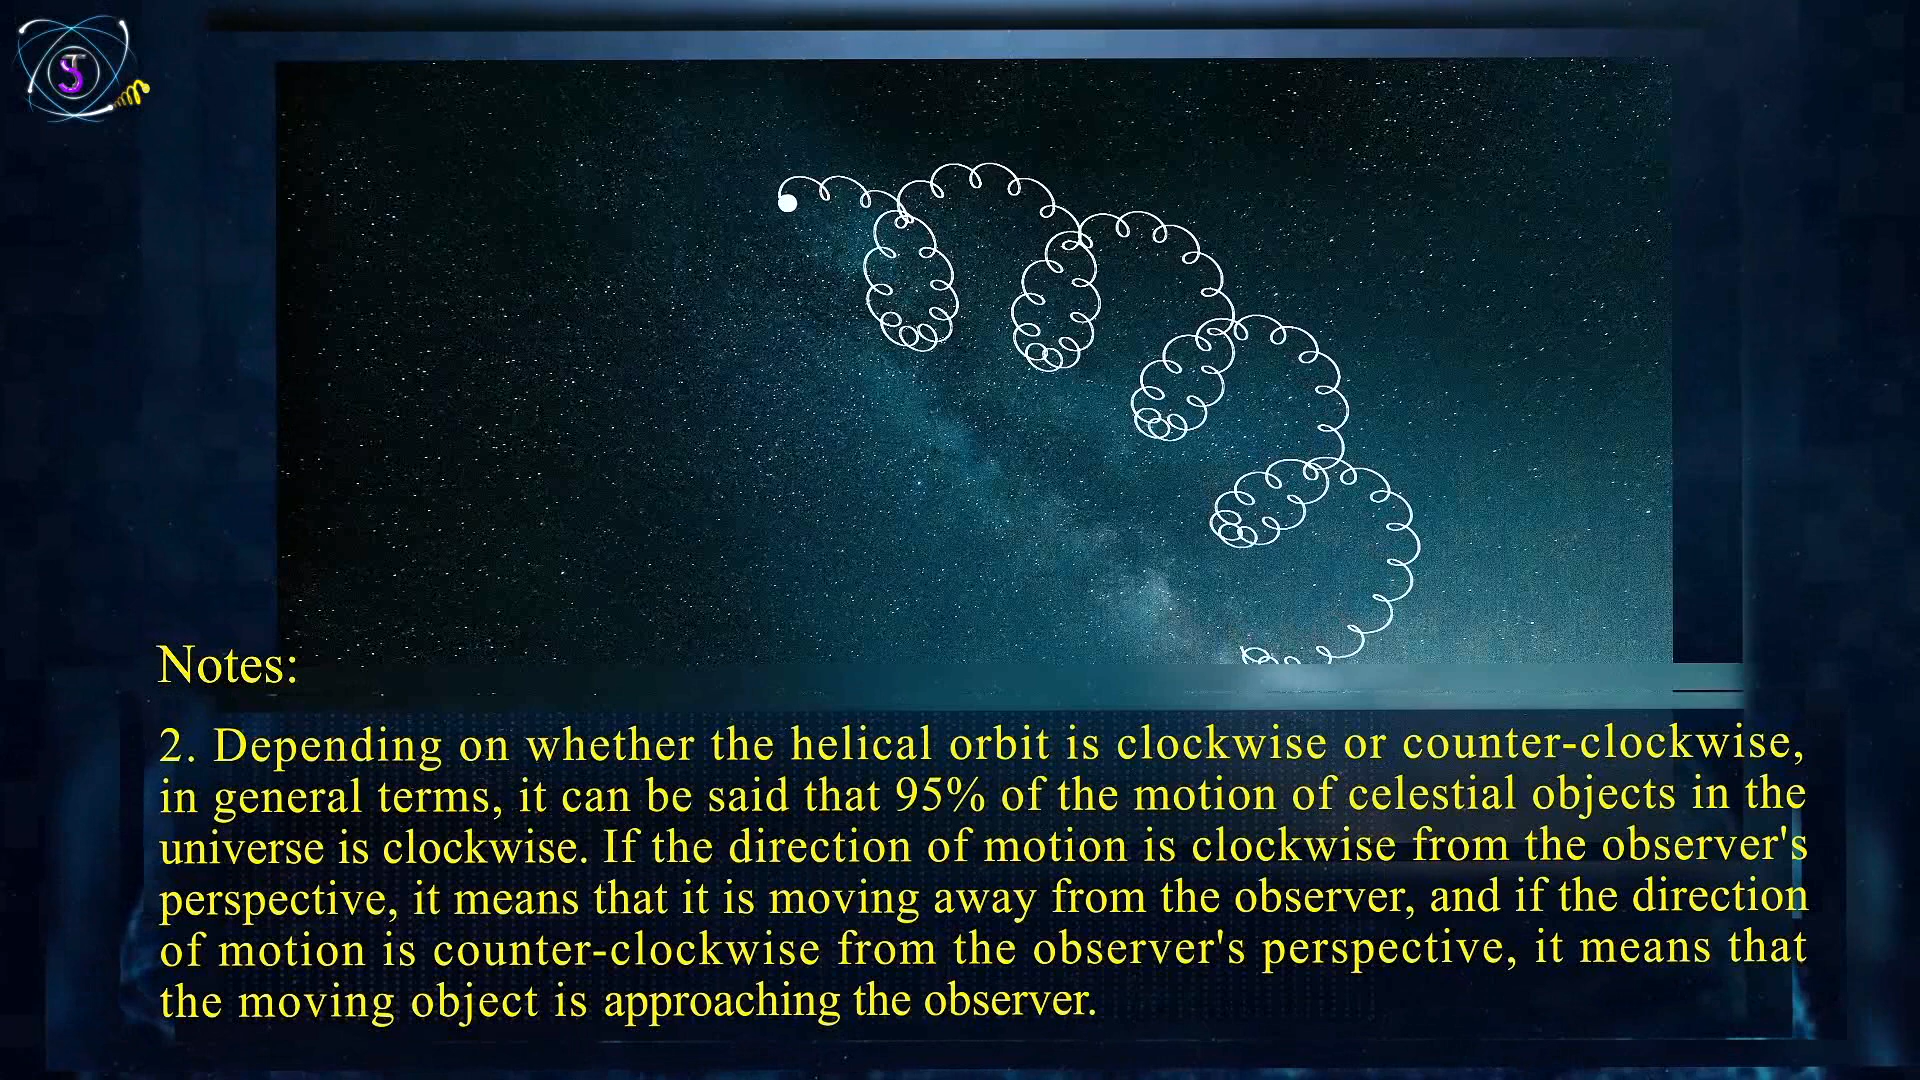 Notes:
2. Depending on whether the helical orbit is clockwise or counter-clockwise,
in general terms, it can be said that 95% of the motion of celestial objects in the
universe is clockwise. If the direction of motion is clockwise from the observer's
perspective, it means that it is moving away from the observer, and if the direction
of motion is counter-clockwise from the observer's perspective, it means that
the moving object is approaching the observer.